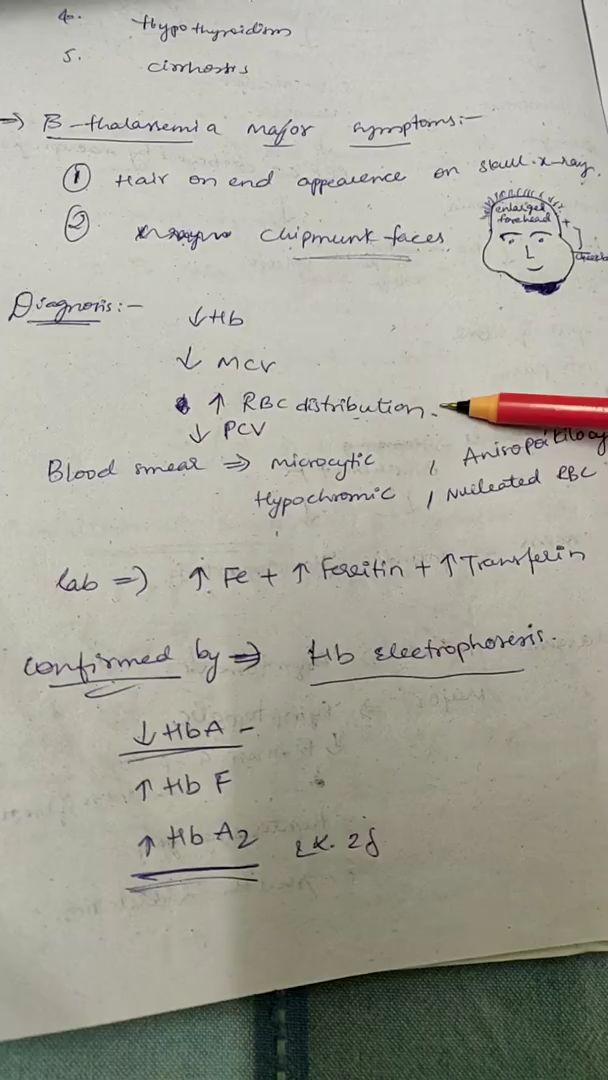 4. Hypothyroidism
5. cirrhosis
=> B-thalassemia major symptoms:-
① Hair on end appearence on skull x-ray.
② chipmunk faces
enlarged
forehead
Diagnosis:-
↓ Hb
↓ MCV
↑ RBC distribution.
↓ PCV
Blood smear => microcytic , Anisopoikilocy
Hypochromic , Nucleated RBC
lab => ↑ Fe + ↑ Ferritin + ↑ Transferin
confirmed by => Hb electrophoresis.
↓ HbA -
↑ Hb F
↑ Hb A2 2α. 2δ